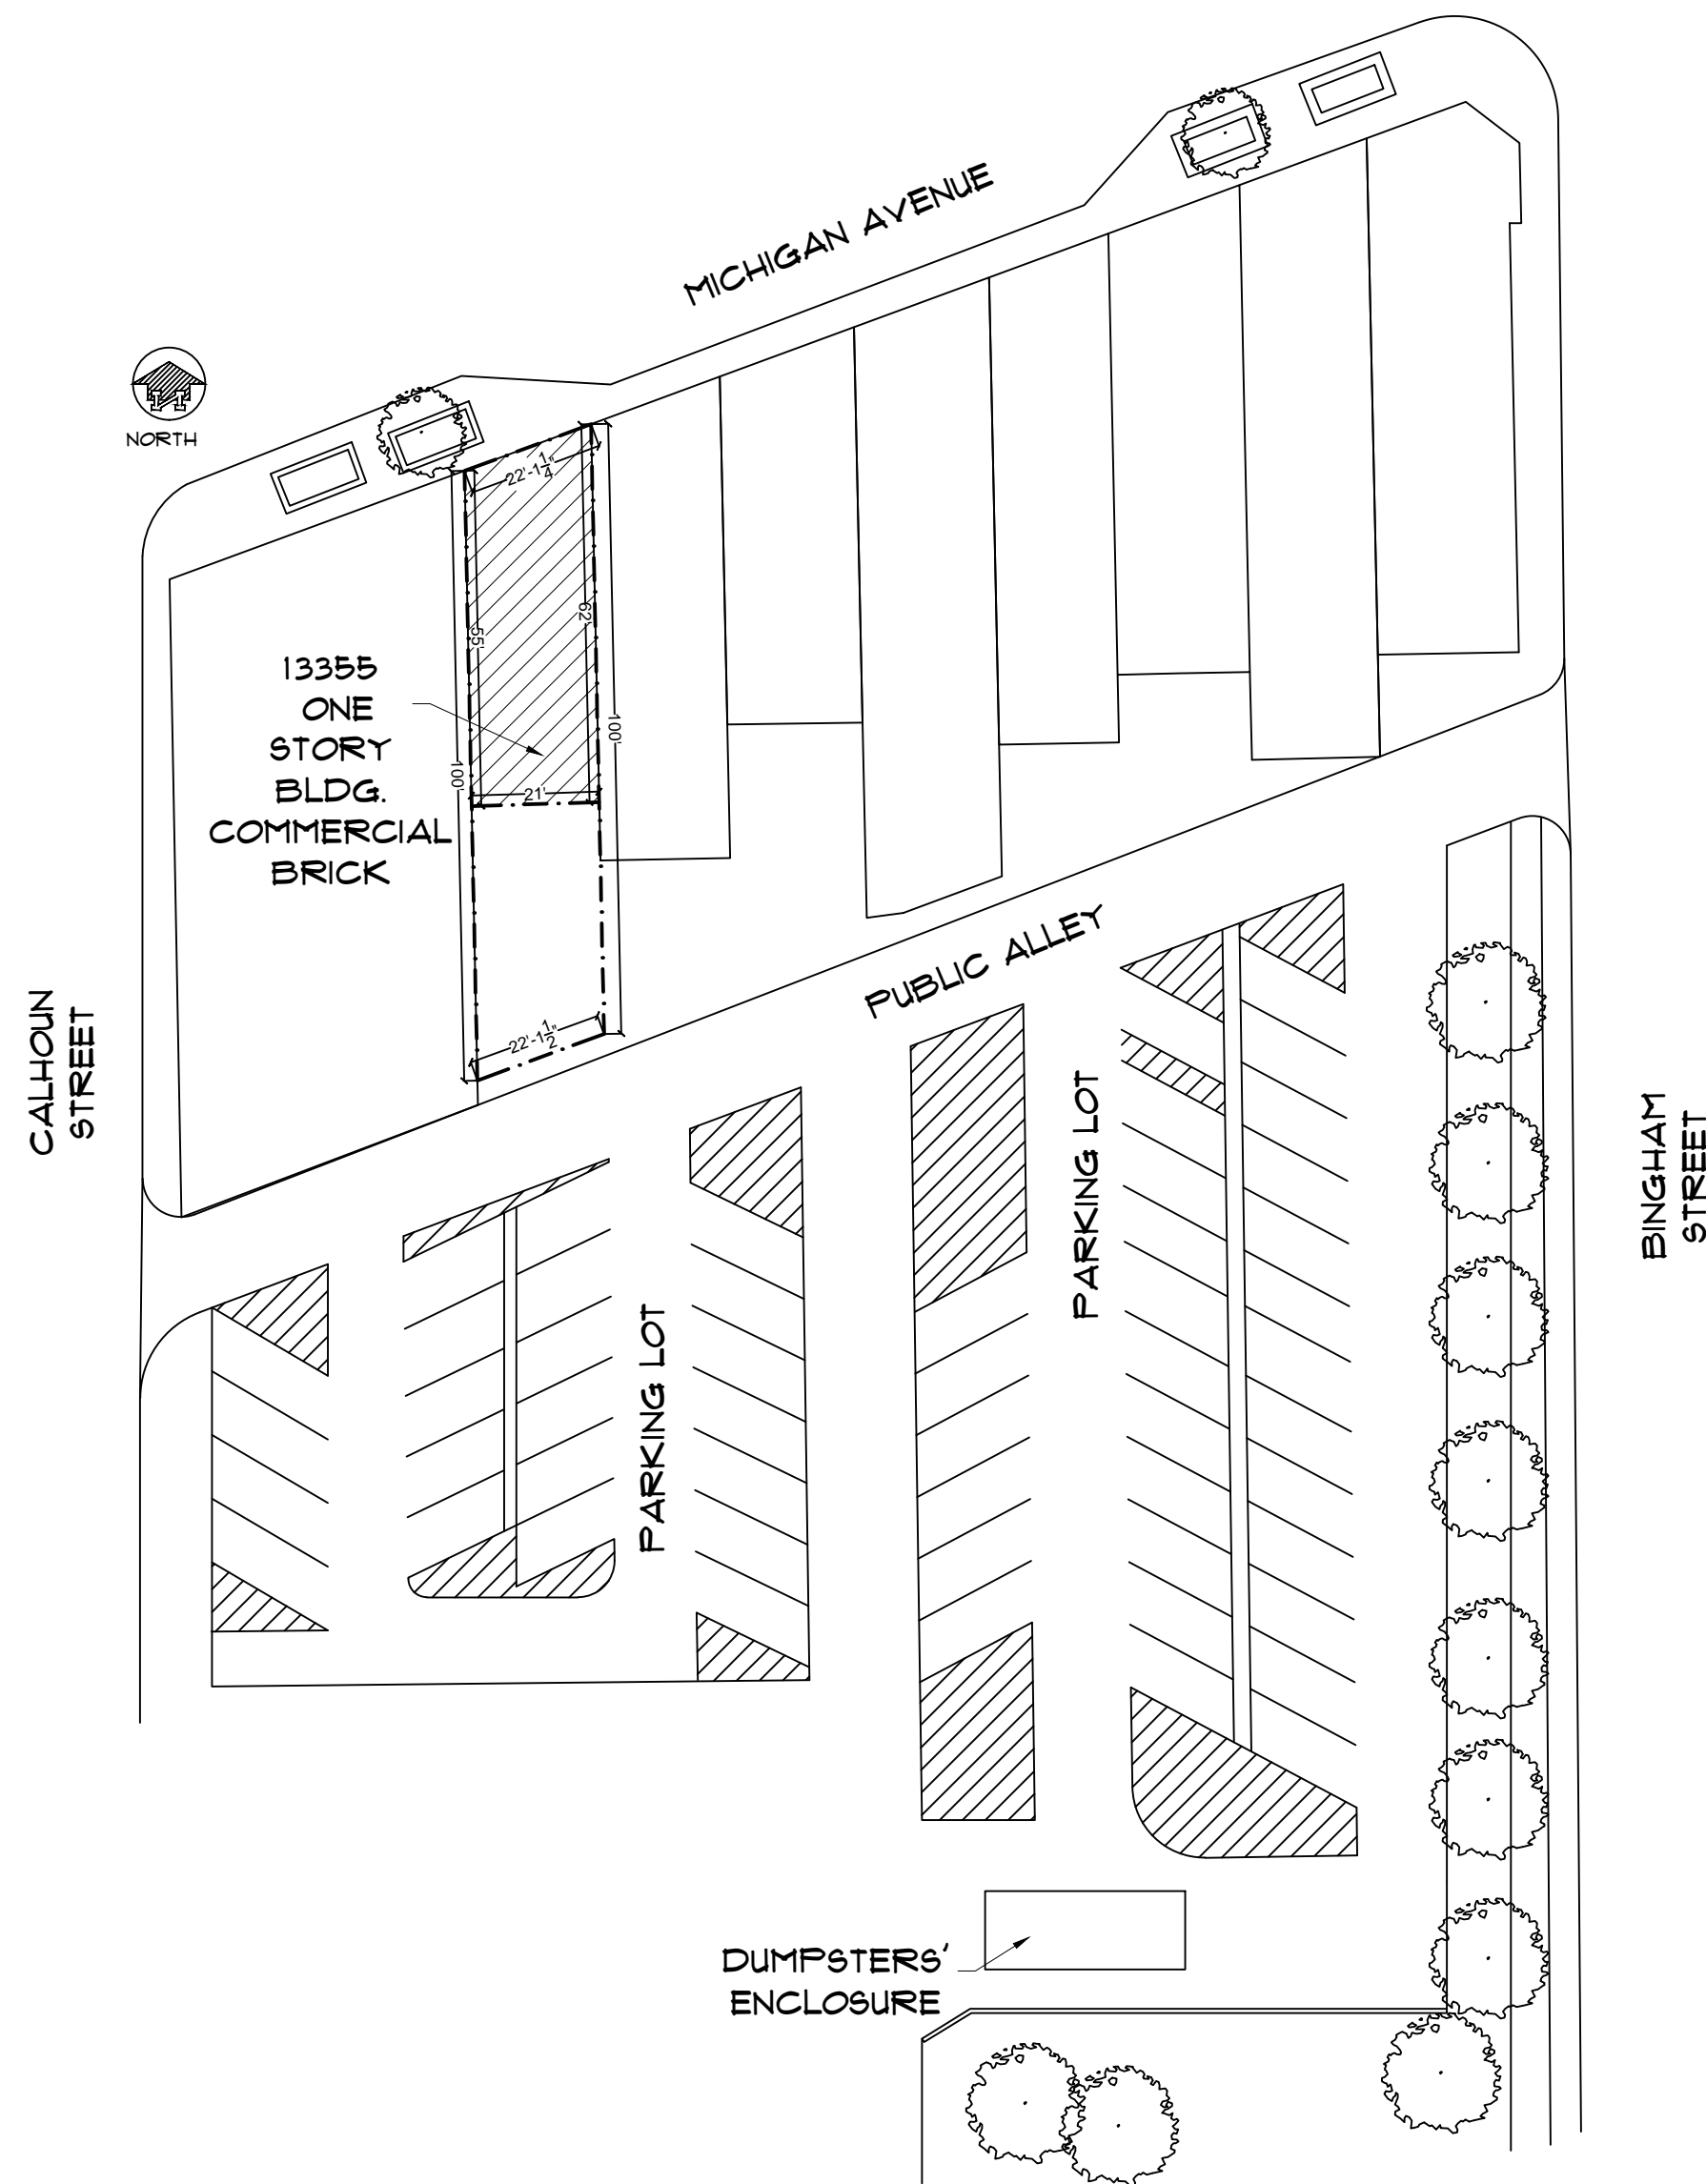 MICHIGAN AVENUE
NORTH
22'-1 1/4"
62'
55'
13355
ONE
STORY
BLDG.
COMMERCIAL
BRICK
100'
100'
21'
22'-1 1/2"
PUBLIC ALLEY
CALHOUN
STREET
PARKING LOT
PARKING LOT
BINGHAM
STREET
DUMPSTERS'
ENCLOSURE